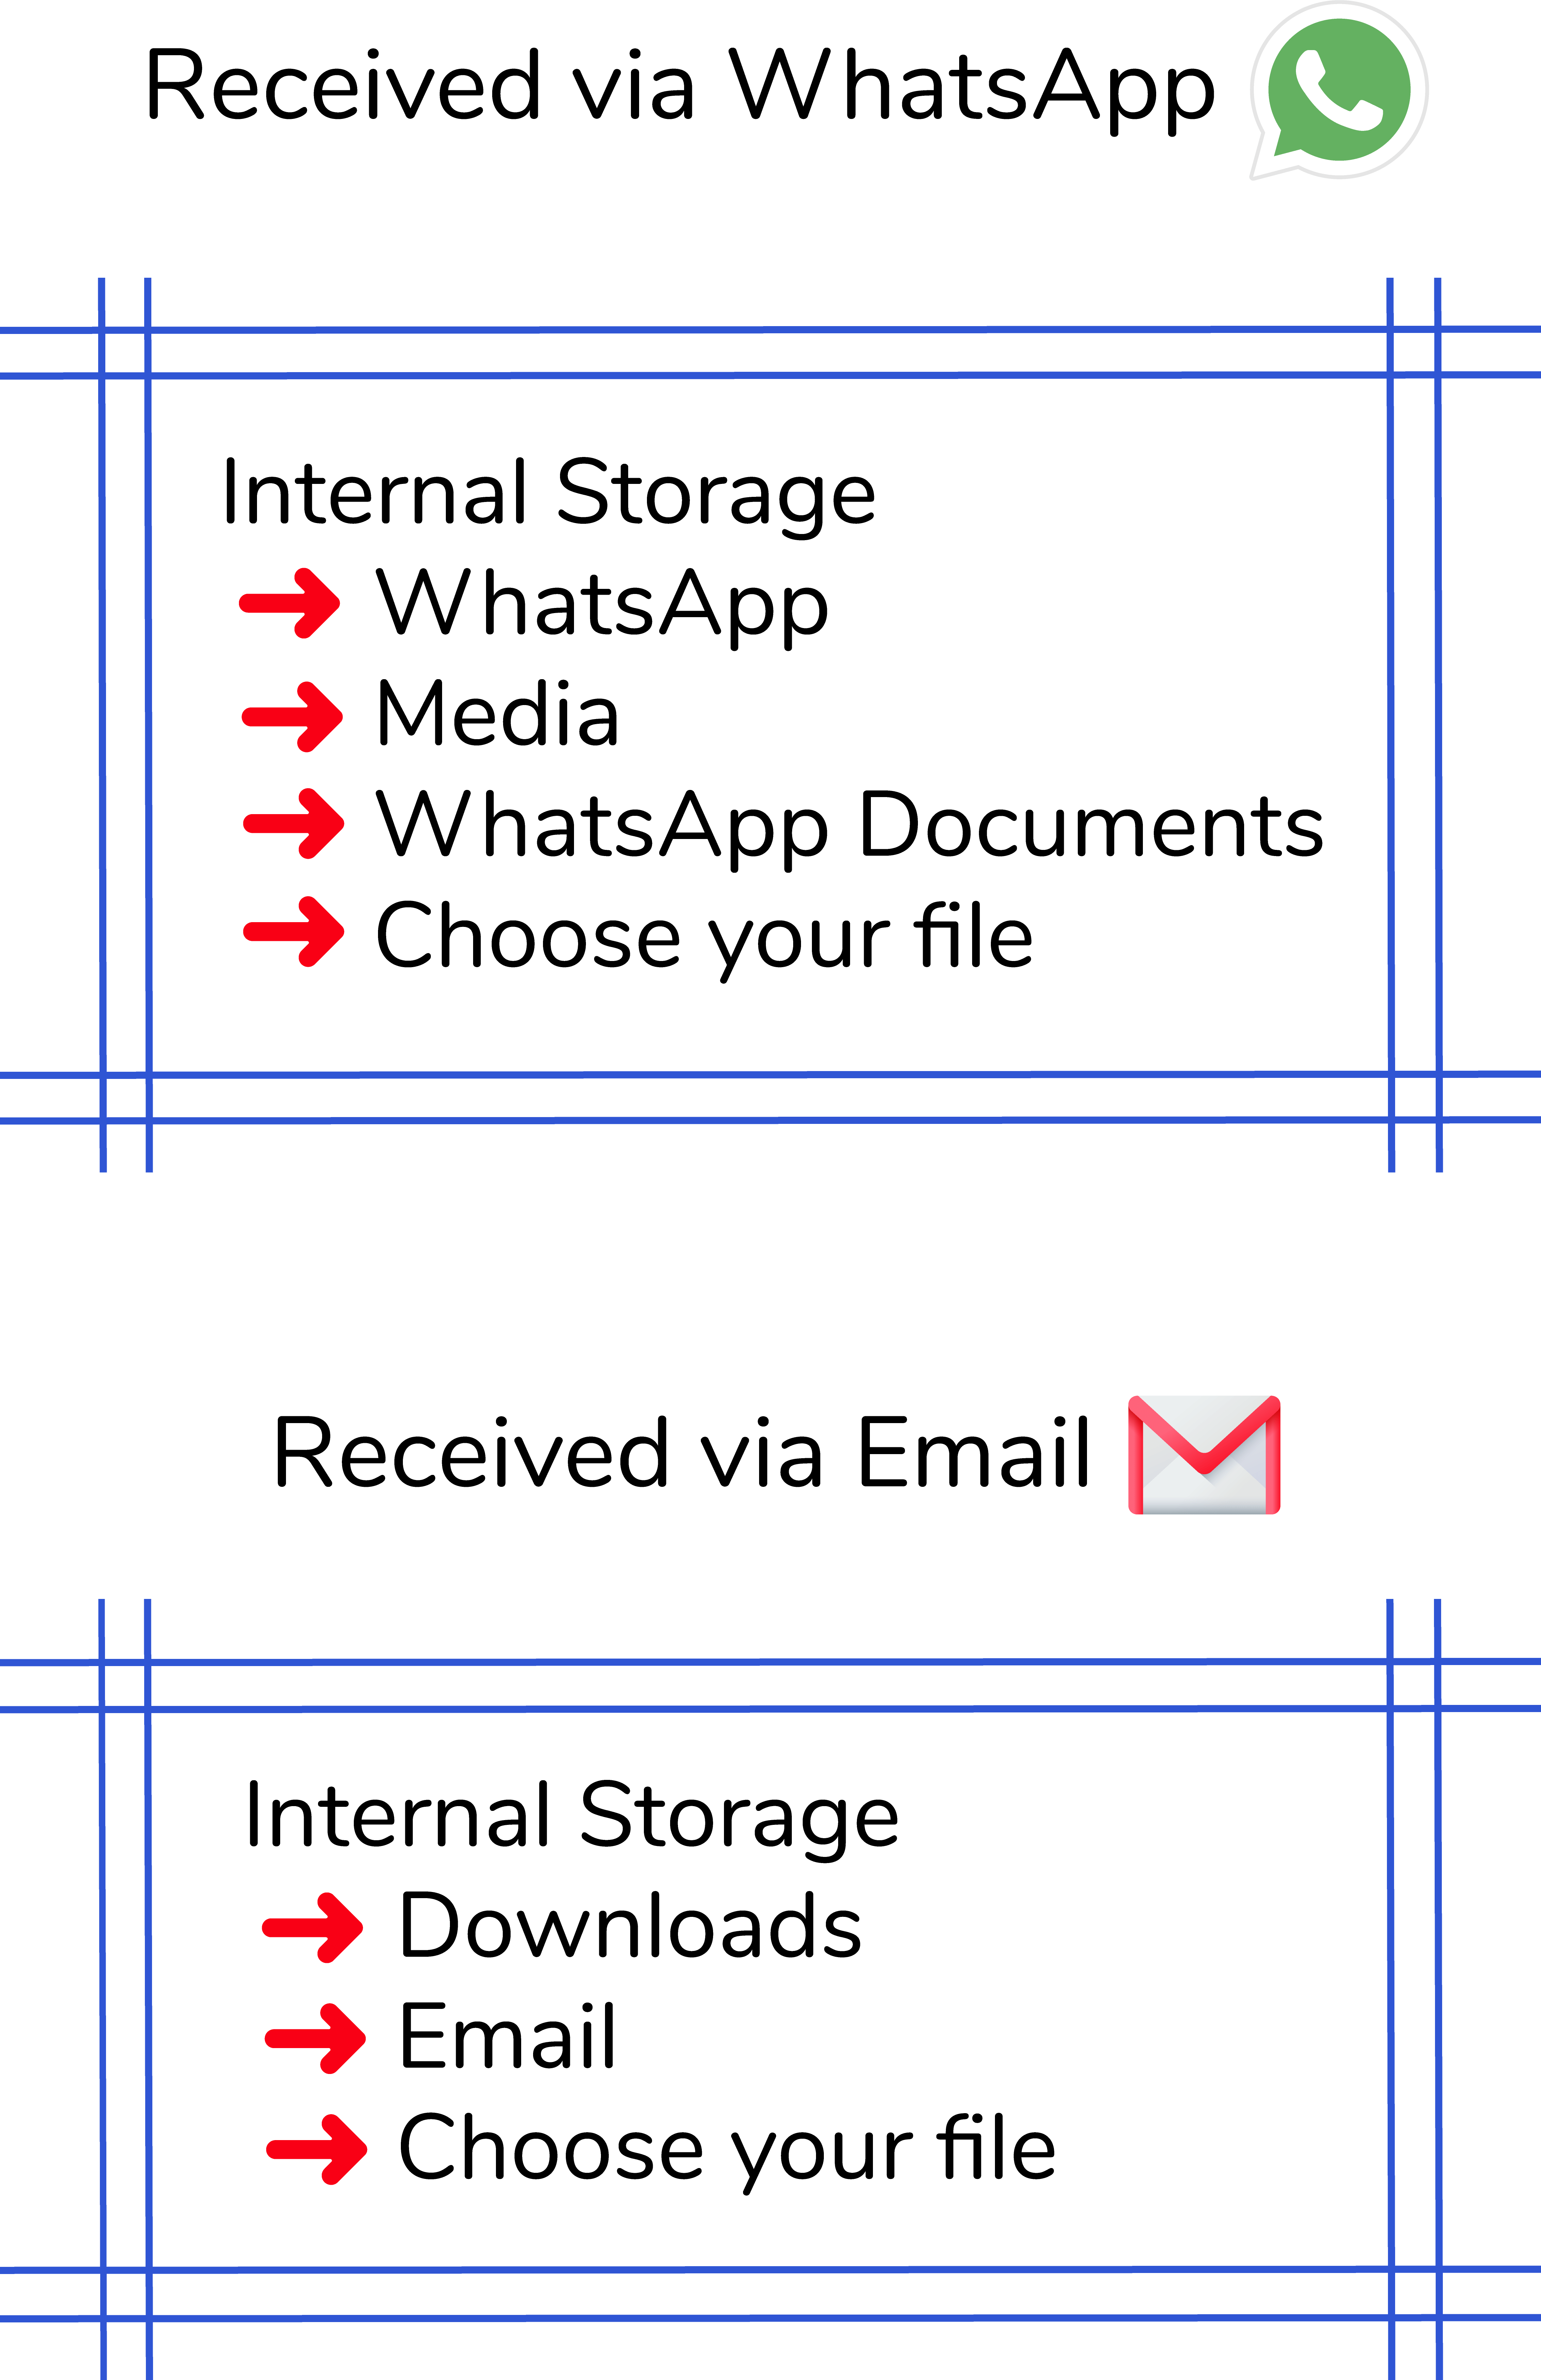 Received via WhatsApp
Internal Storage
WhatsApp
Media
WhatsApp Documents
Choose your file
Received via Email
Internal Storage
Downloads
Email
Choose your file